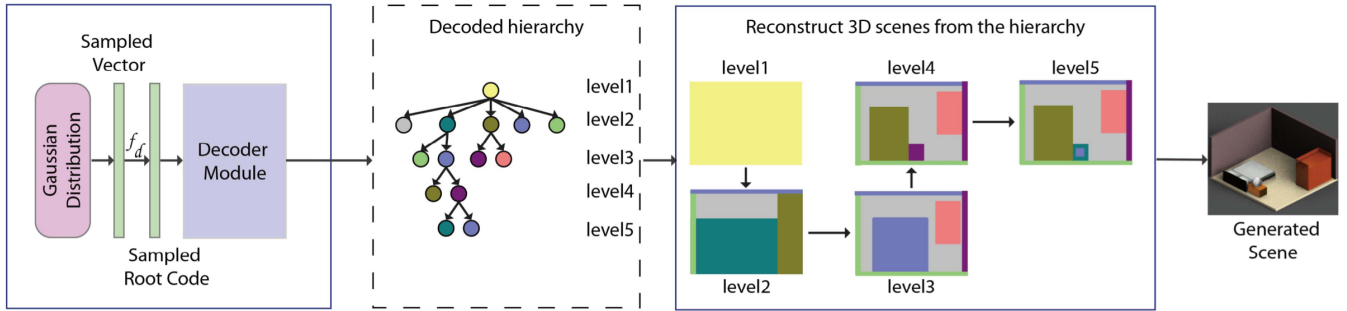 Sampled
Vector
Gaussian
Distribution
f_d
Decoder
Module
Sampled
Root Code
Decoded hierarchy
level1
level2
level3
level4
level5
Reconstruct 3D scenes from the hierarchy
level1
level4
level5
level2
level3
Generated
Scene